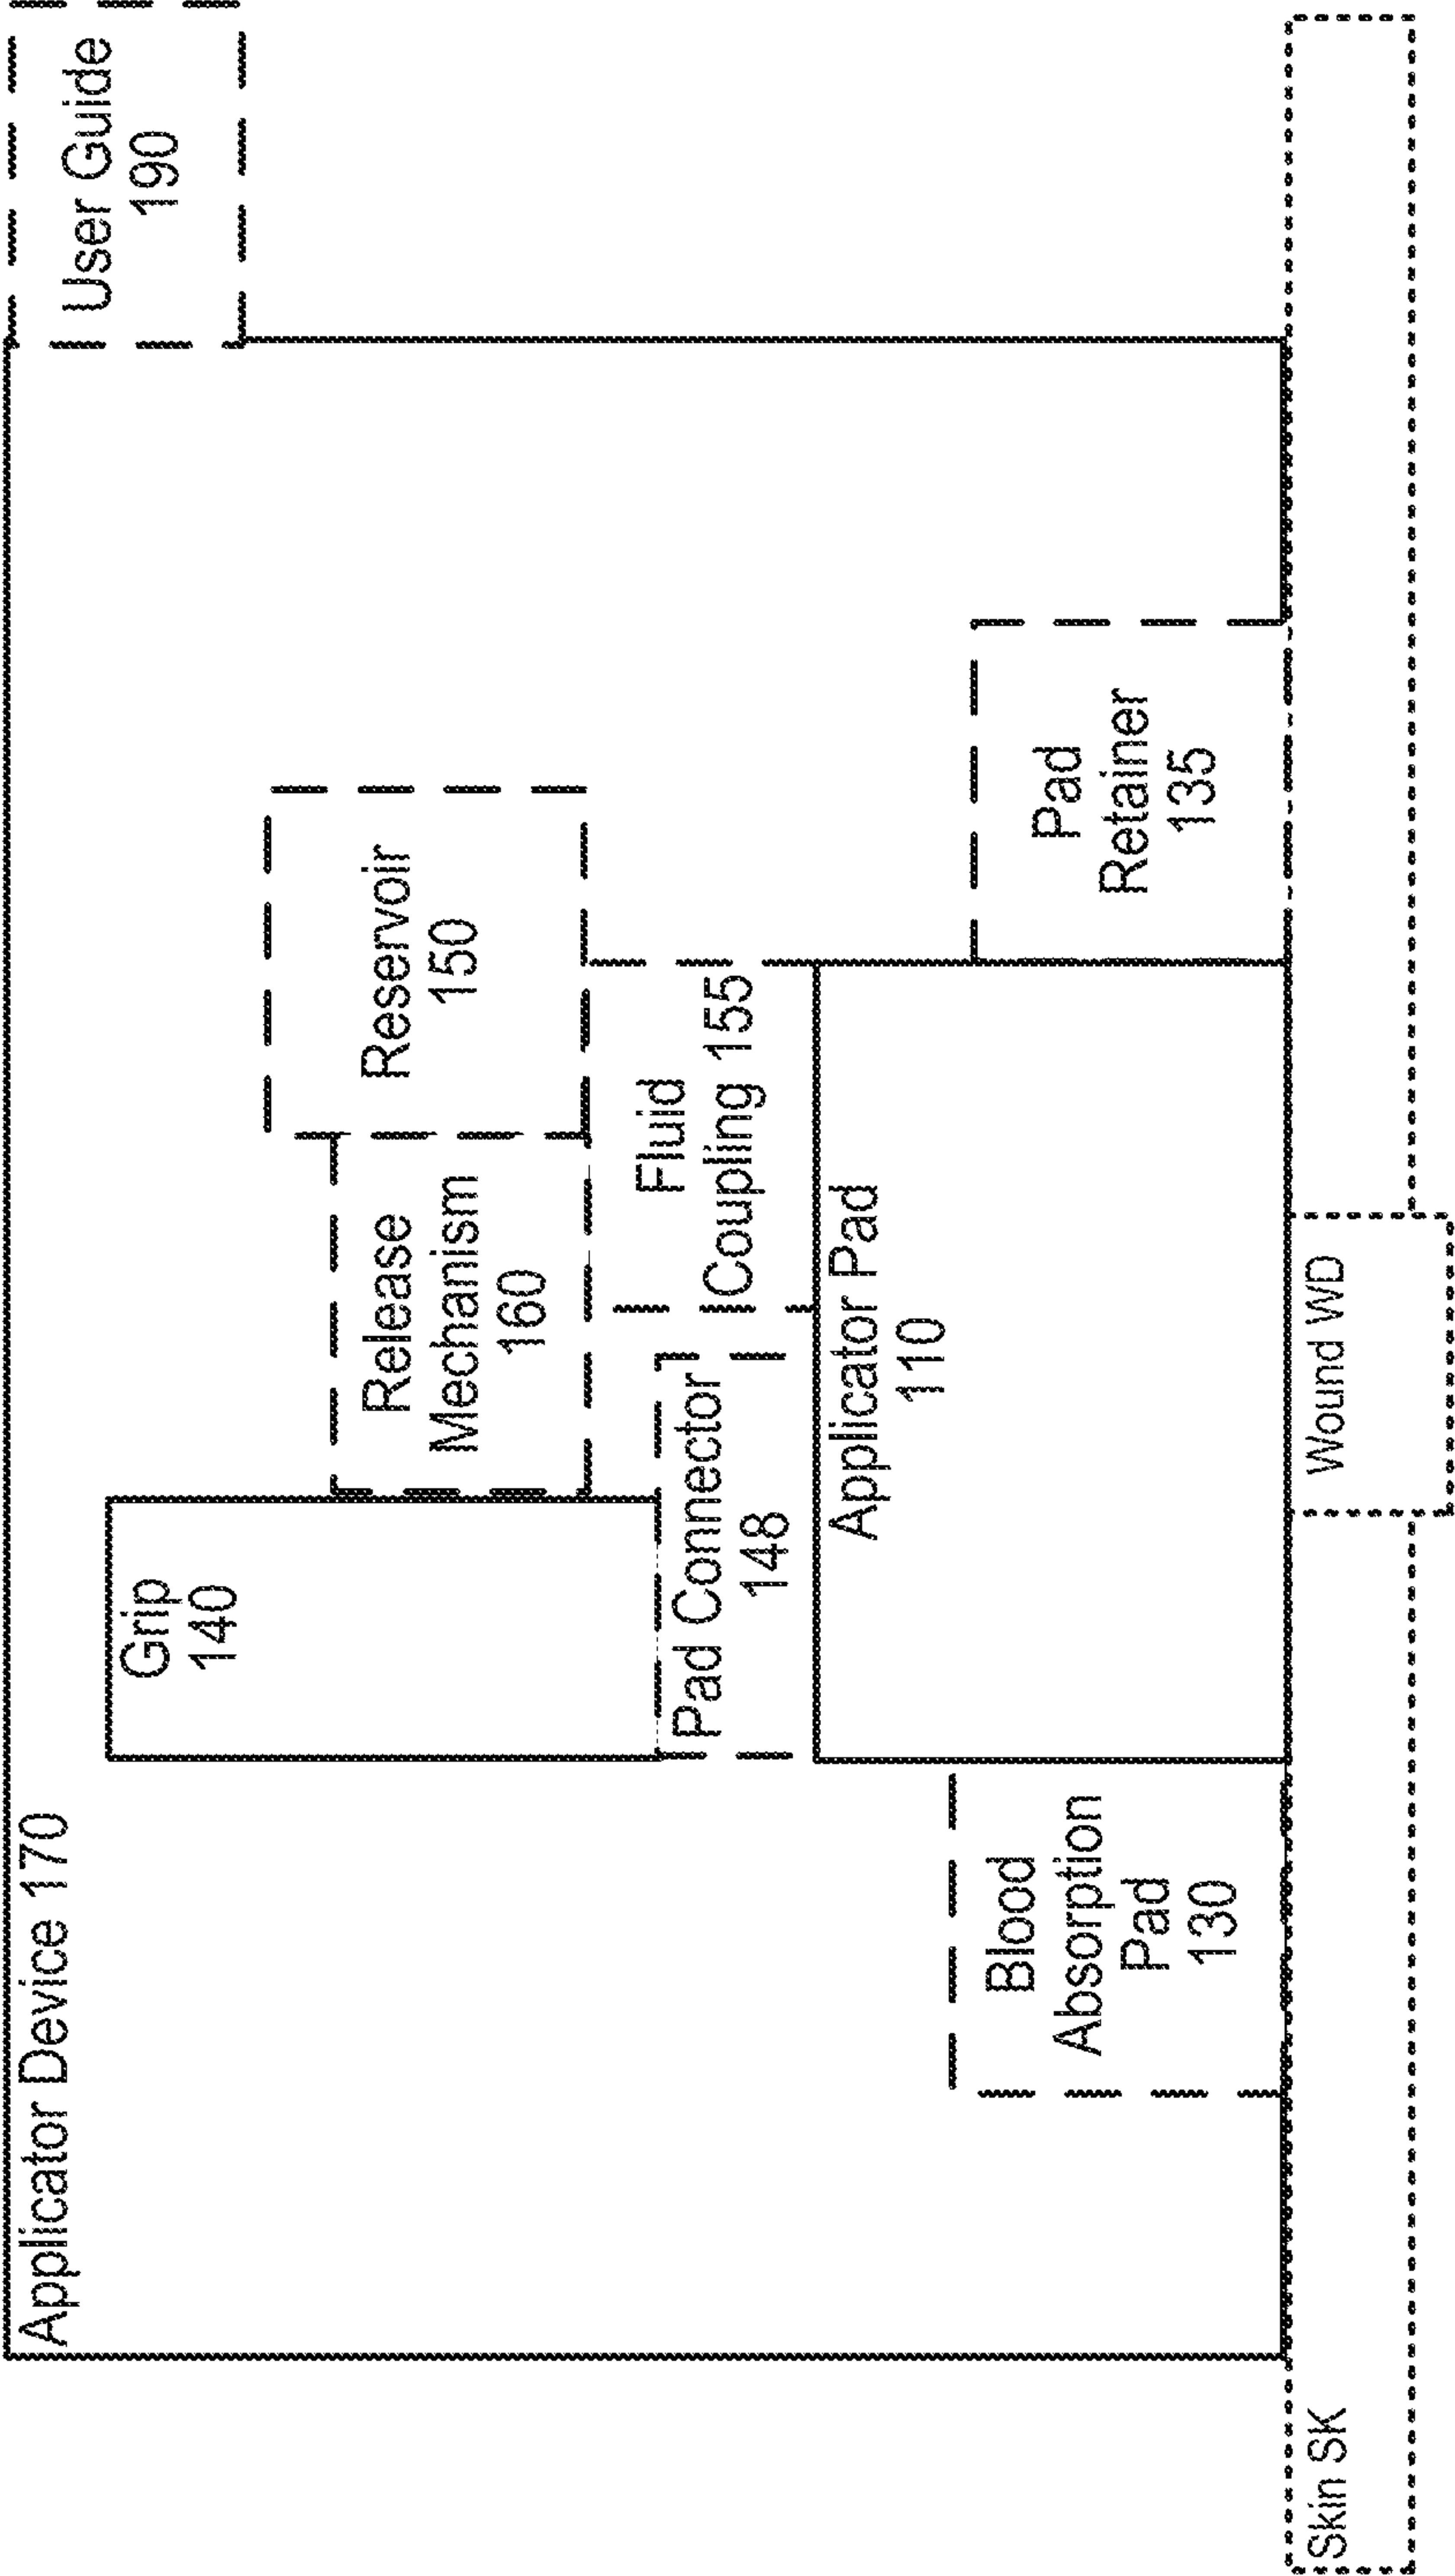 Applicator Device 170
User Guide
190
Grip
140
Release
Mechanism
160
Reservoir
150
Pad Connector
148
Fluid
Coupling 155
Applicator Pad
110
Blood
Absorption
Pad
130
Pad
Retainer
135
Skin SK
Wound WD